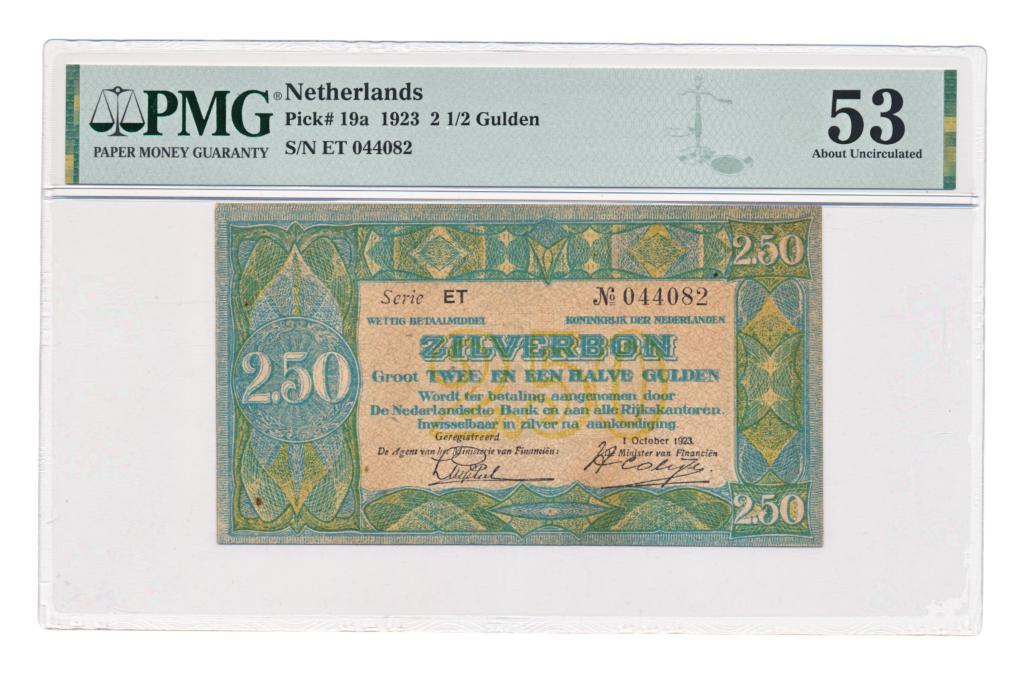 PMG®
PAPER MONEY GUARANTY
Netherlands
Pick# 19a 1923 2 1/2 Gulden
S/N ET 044082
53
About Uncirculated
2.50
Serie ET № 044082
WETTIG BETAALMIDDEL KONINKRIJK DER NEDERLANDEN
2.50
ZILVERBON
2.50
Groot TWEE EN EEN HALVE GULDEN
Wordt ter betaling aangenomen door
De Nederlandsche Bank en aan alle Rijkskantoren.
Inwisselbaar in zilver na aankondiging.
Geregistreerd 1 October 1923.
De Agent van het Ministerie van Financiën: De Minister van Financiën
2.50